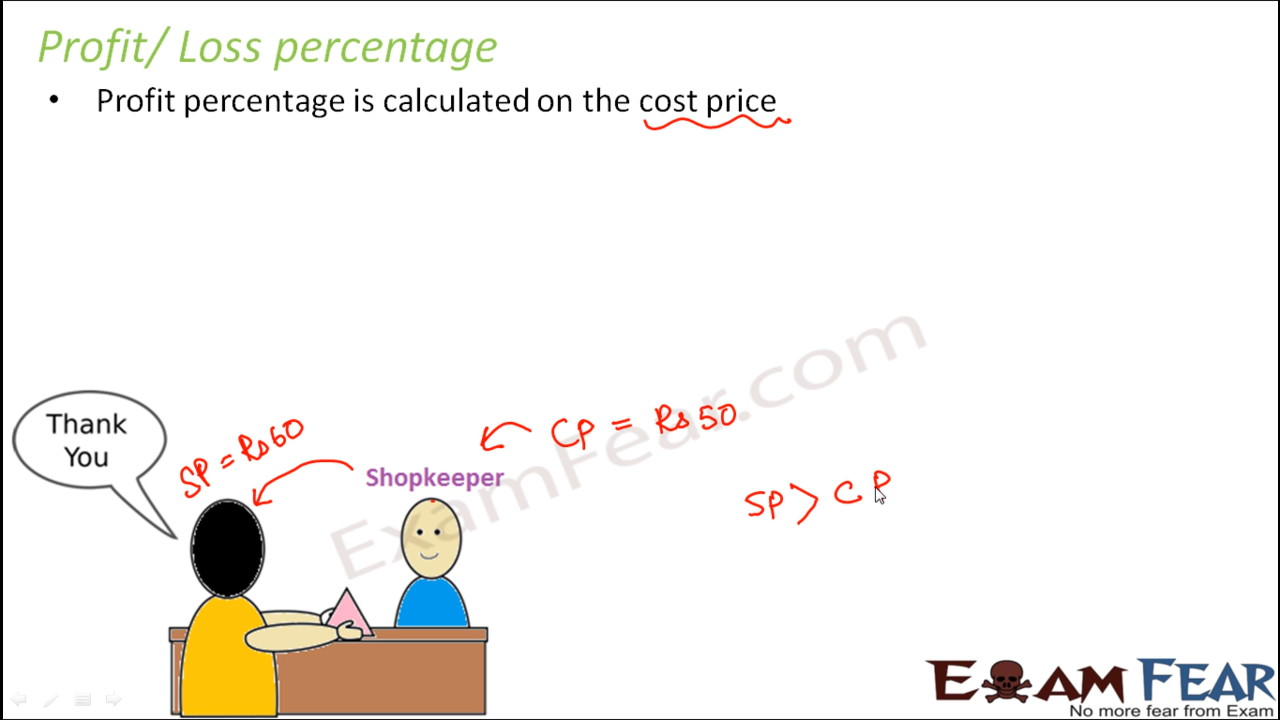 Profit/ Loss percentage
• Profit percentage is calculated on the cost price
Thank
You
SP = Rs 60
CP = Rs 50
Shopkeeper
SP > CP
ExamFear.com
EXAM FEAR
No more fear from Exam